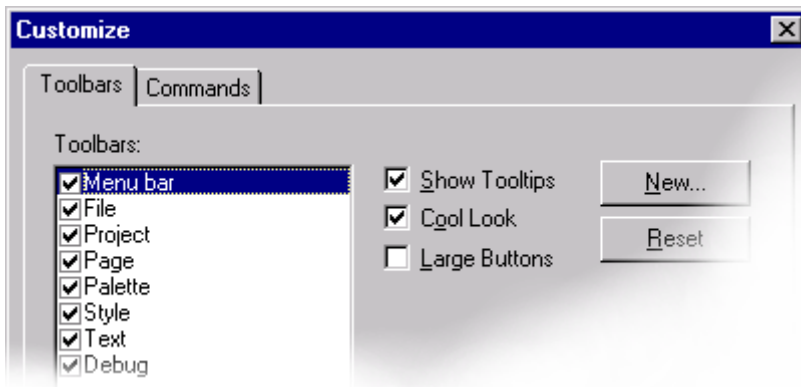 Customize
Toolbars
Commands
Toolbars:
Menu bar
File
Project
Page
Palette
Style
Text
Debug
Show Tooltips
Cool Look
Large Buttons
New...
Reset